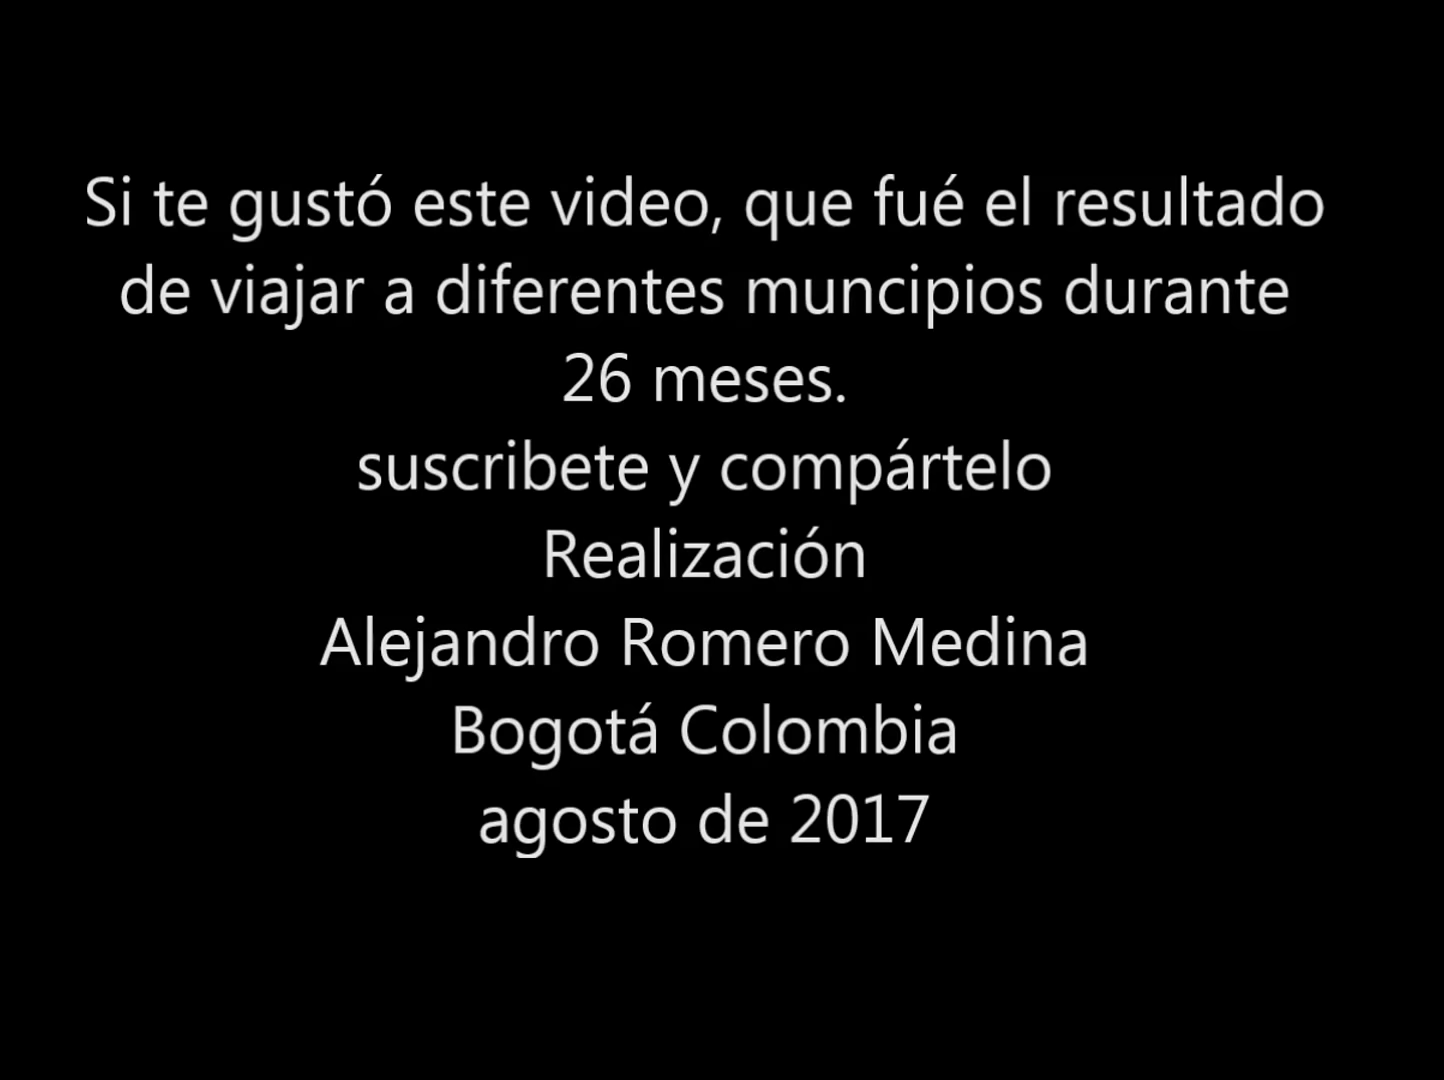 Si te gustó este video, que fué el resultado
de viajar a diferentes muncipios durante
26 meses.
suscribete y compártelo
Realización
Alejandro Romero Medina
Bogotá Colombia
agosto de 2017